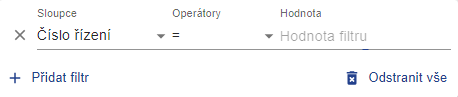 Sloupce Operátory Hodnota
Číslo řízení = Hodnota filtru
Přidat filtr Odstranit vše